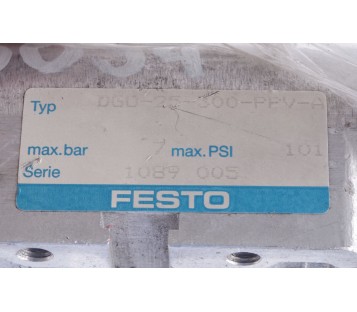 Typ DGO-25-300-PPV-A
max.bar 7 max.PSI 101
Serie 1089 005
FESTO